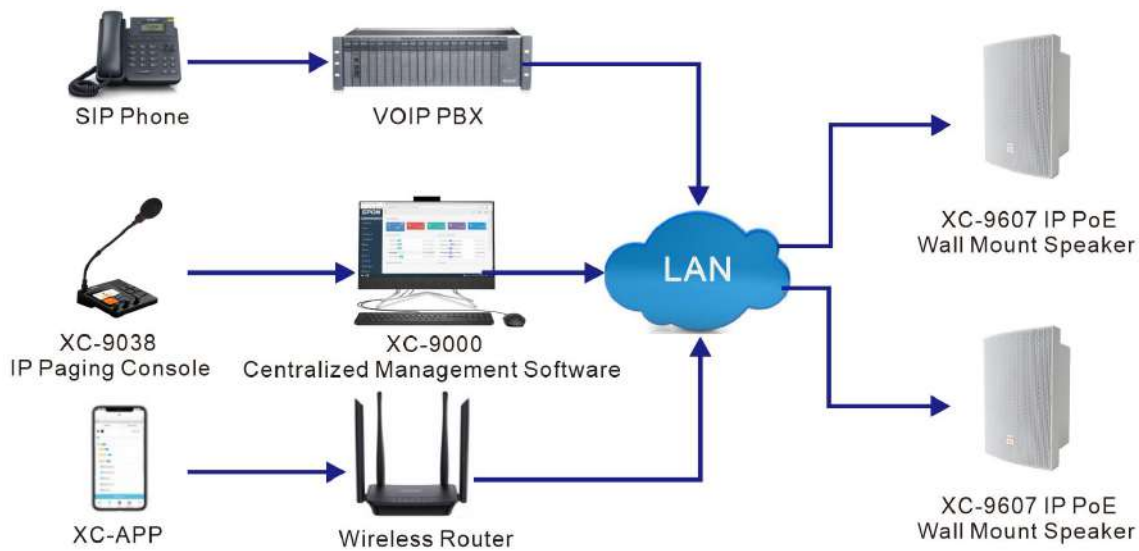 SIP Phone
VOIP PBX
XC-9607 IP PoE
Wall Mount Speaker
LAN
XC-9038
IP Paging Console
XC-9000
Centralized Management Software
XC-APP
Wireless Router
XC-9607 IP PoE
Wall Mount Speaker